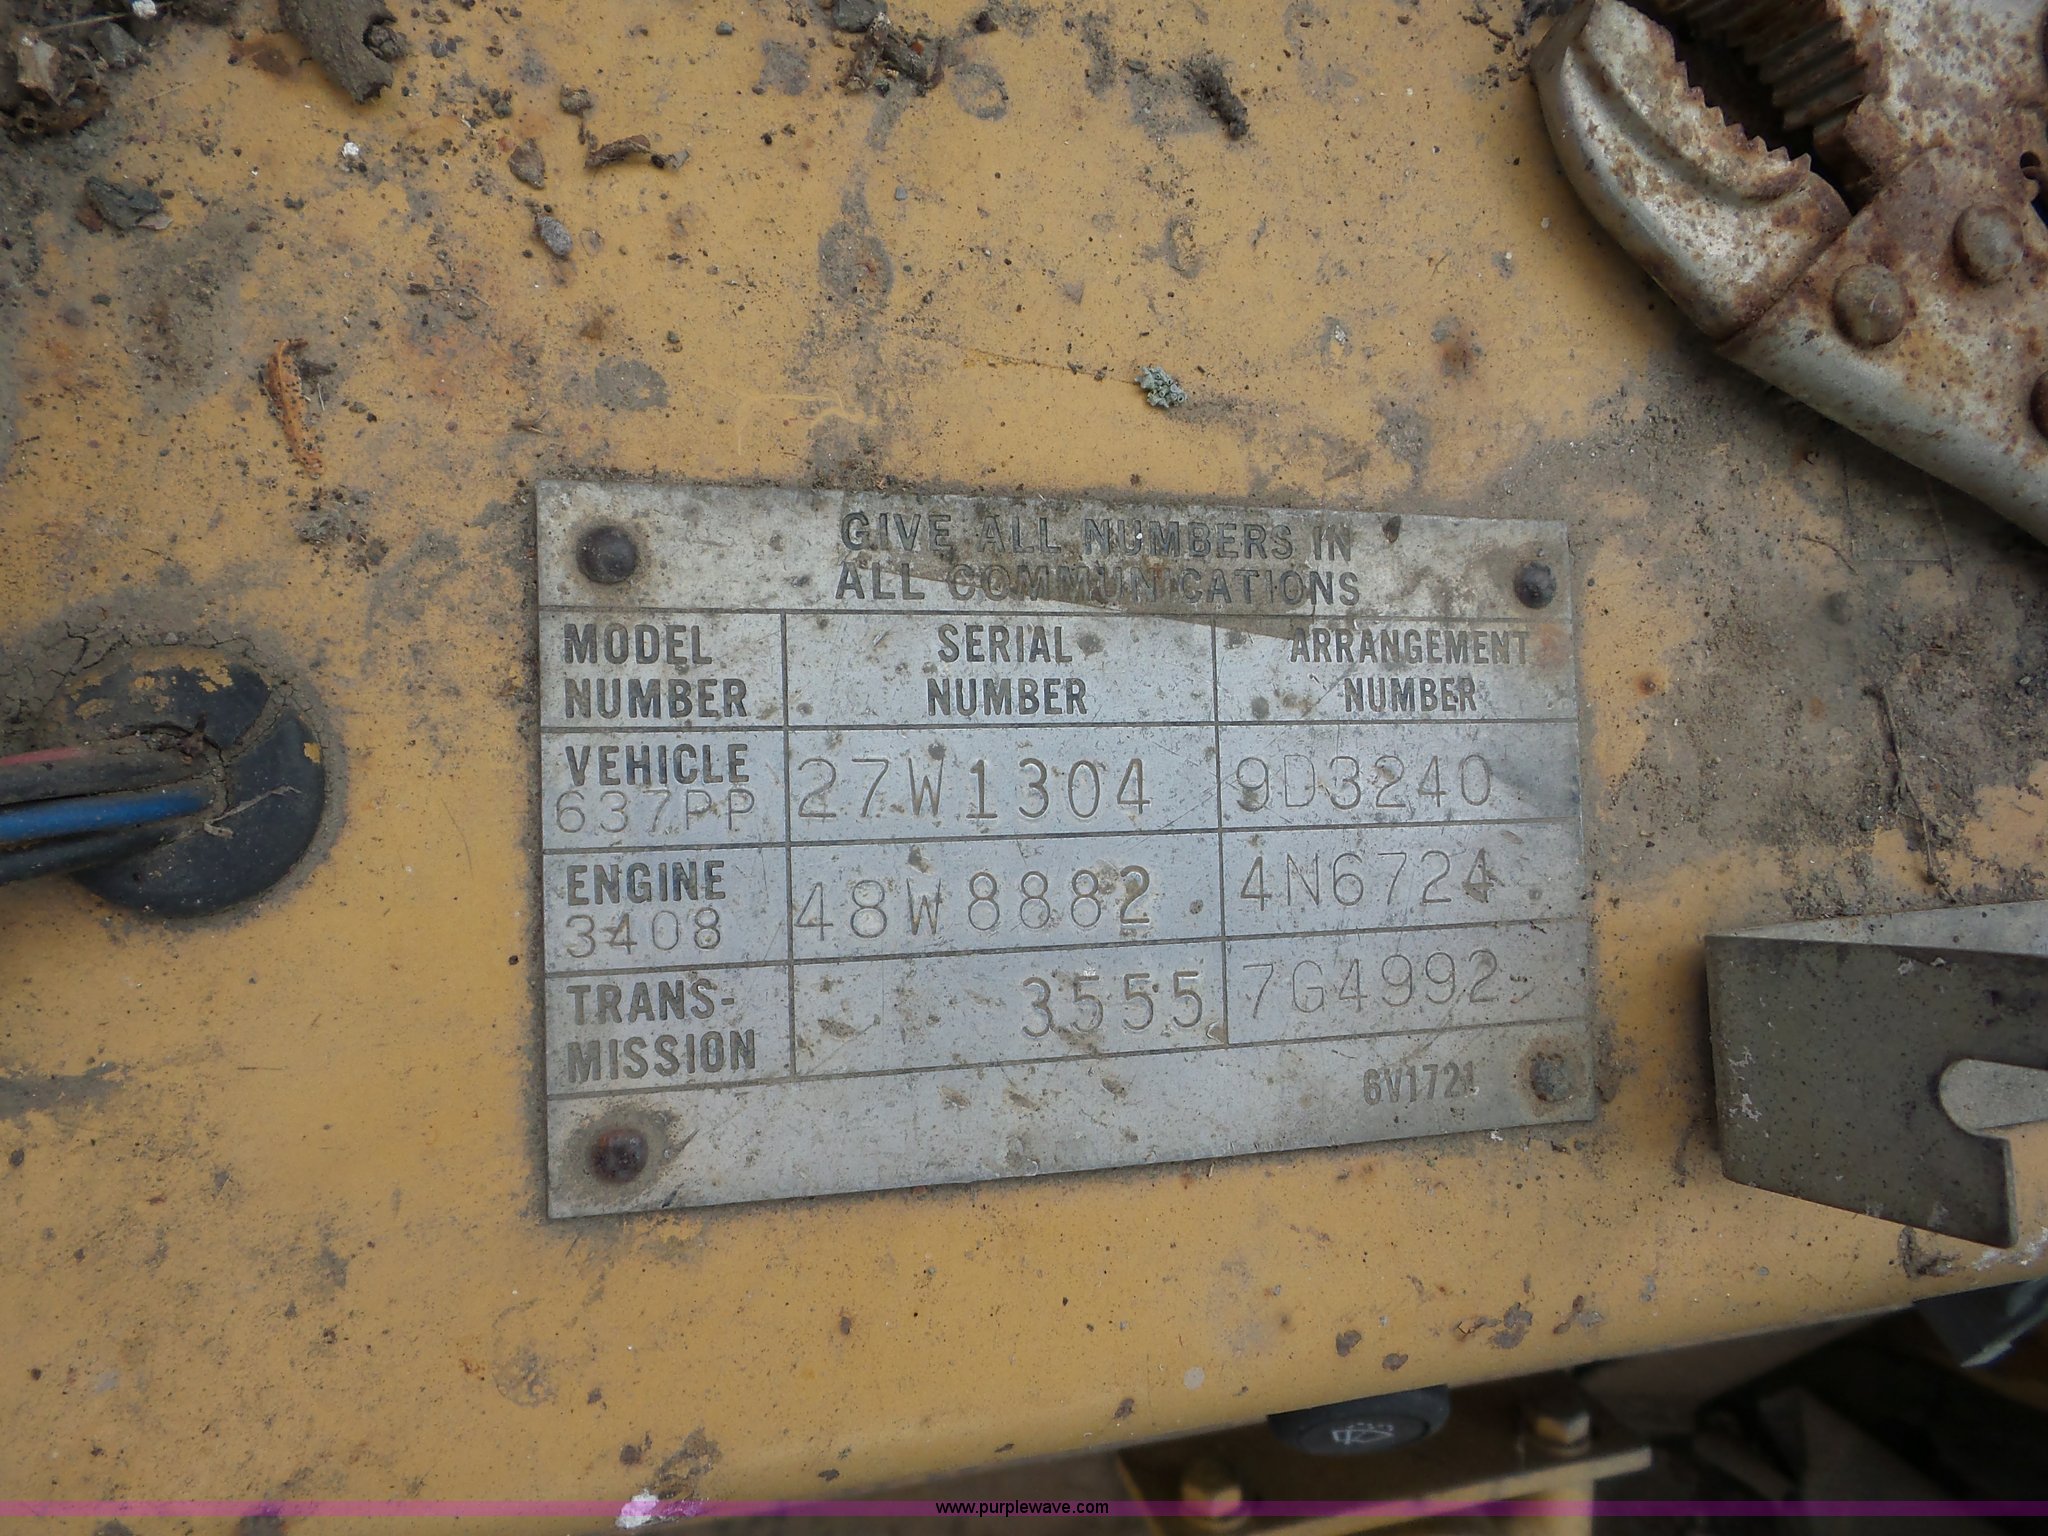 GIVE ALL NUMBERS IN
ALL COMMUNICATIONS
MODEL
NUMBER
SERIAL
NUMBER
ARRANGEMENT
NUMBER
VEHICLE
637PP
27W1304
9D3240
ENGINE
3408
48W8882
4N6724
TRANS-
MISSION
3555
7G4992
6V1721
www.purplewave.com